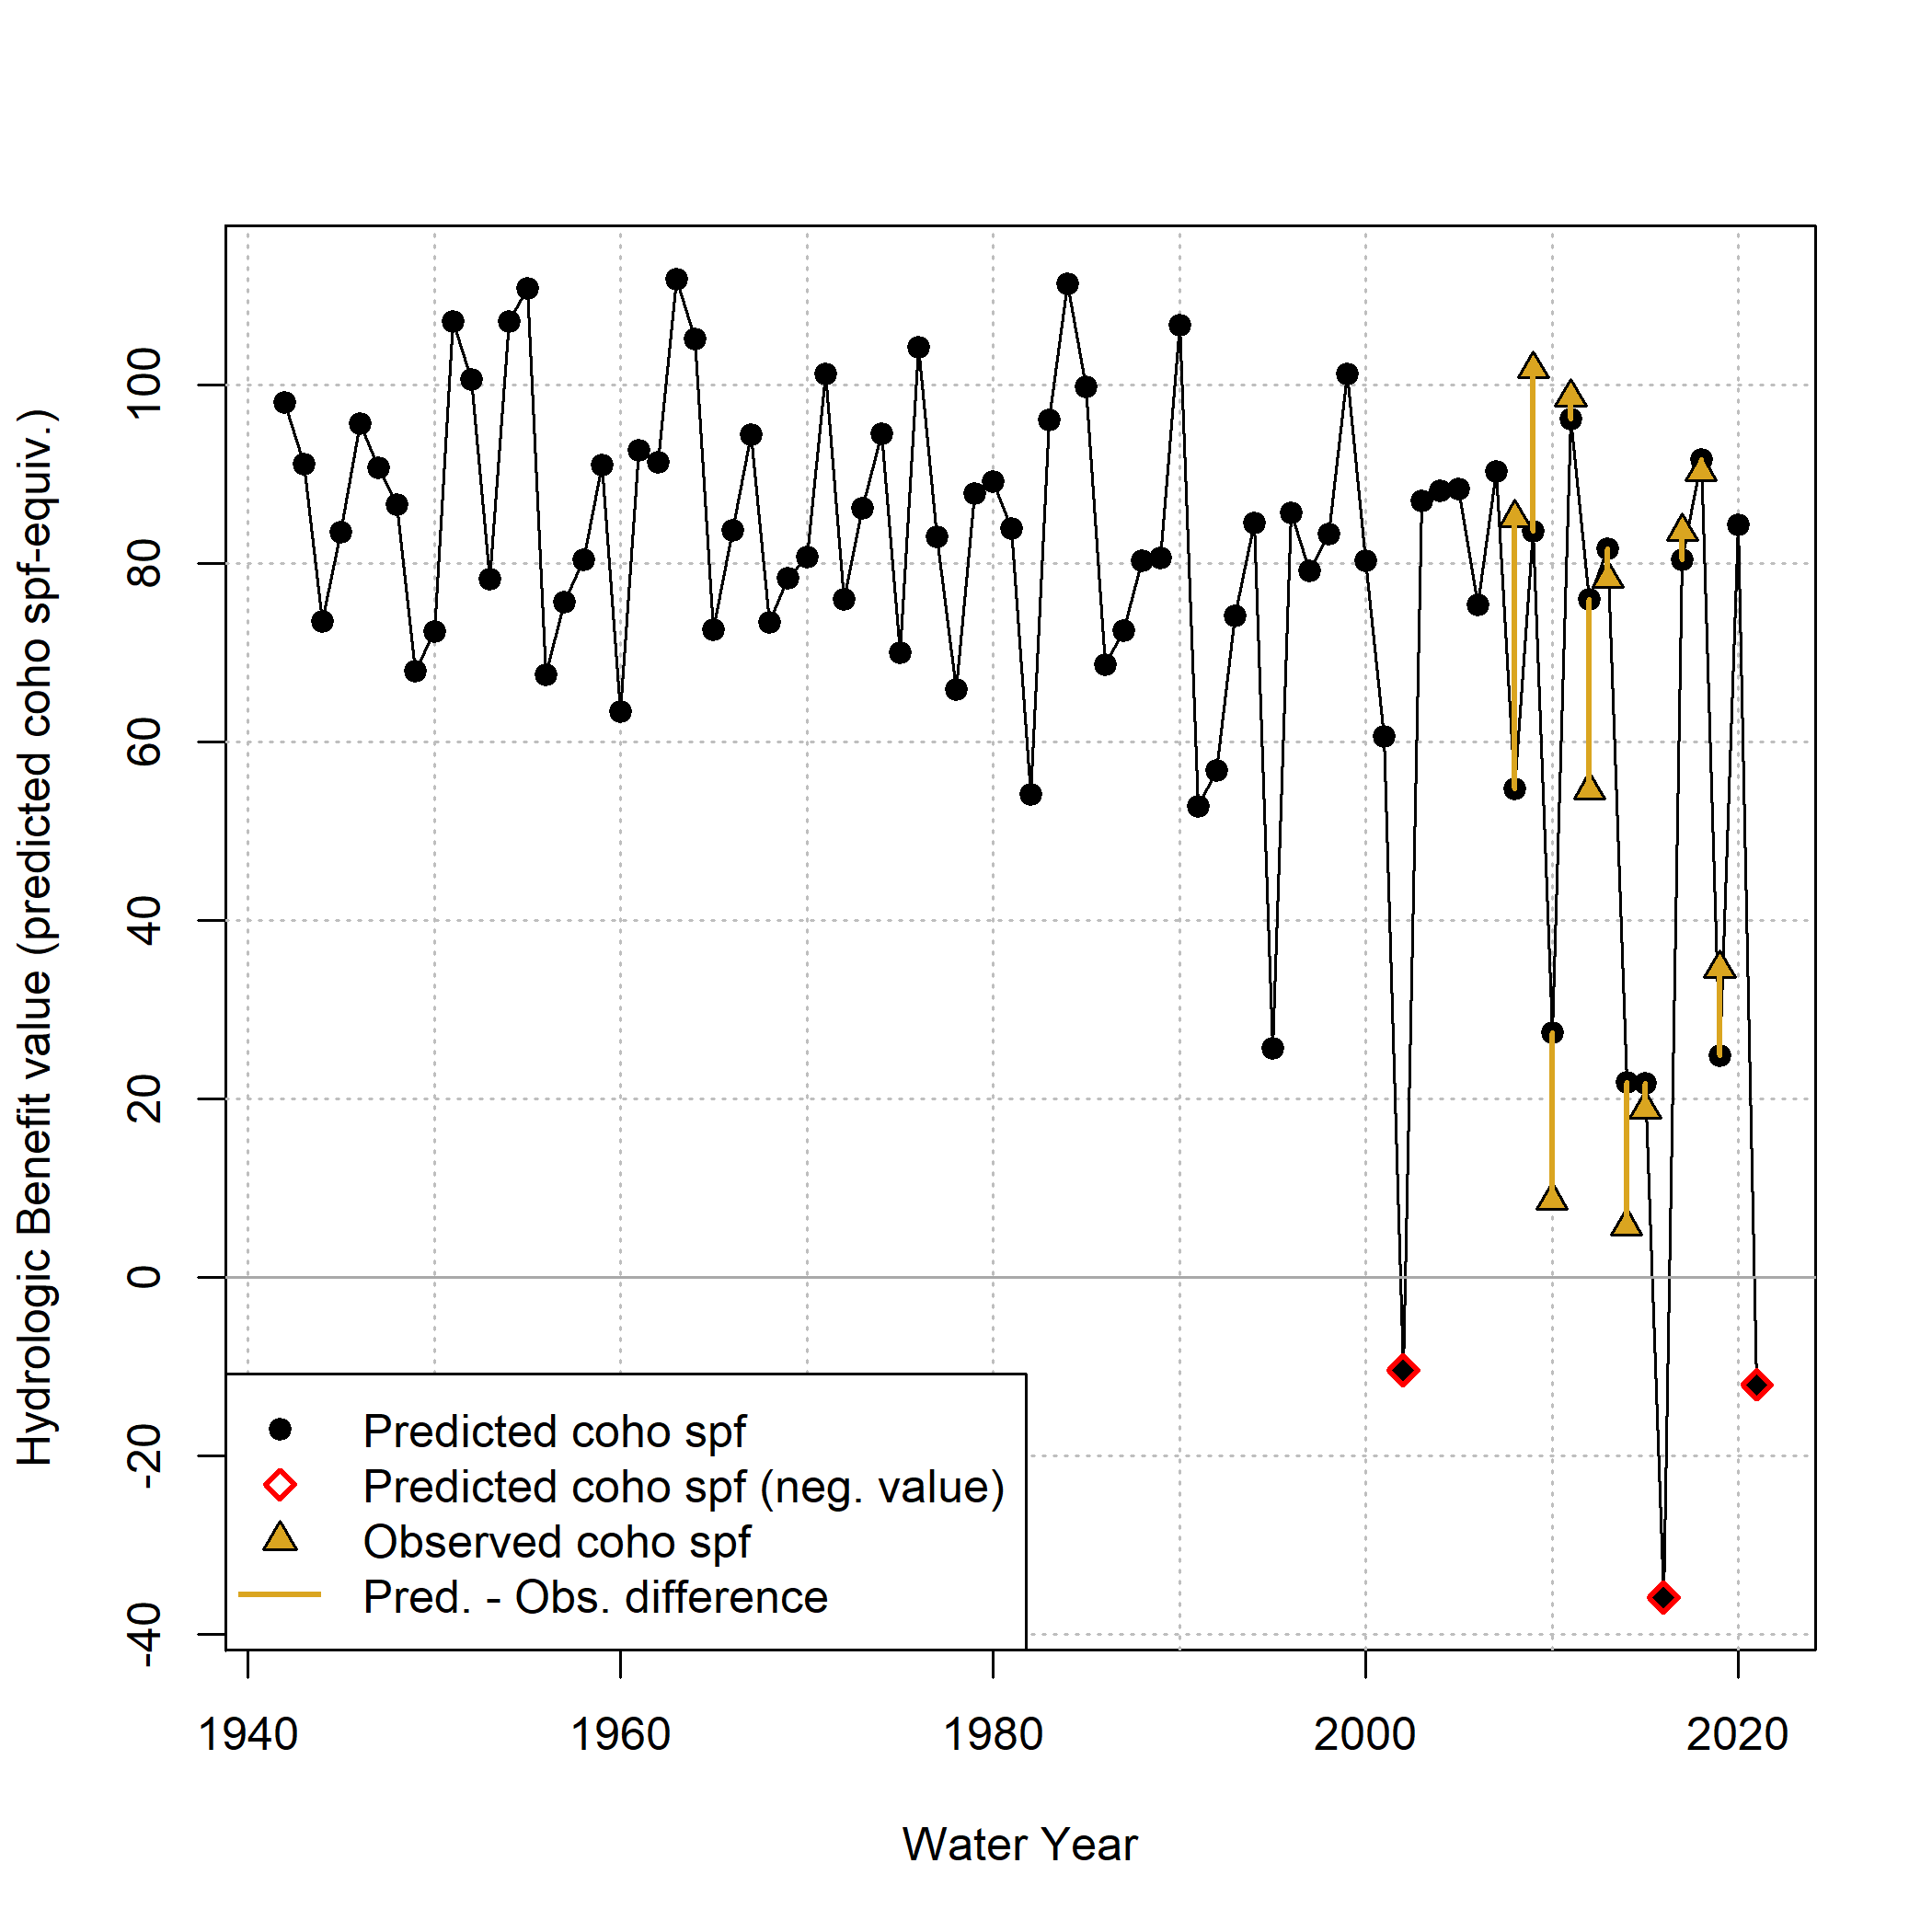 Hydrologic Benefit value (predicted coho spf-equiv.)
100
80
60
40
20
0
-20
-40
Predicted coho spf
Predicted coho spf (neg. value)
Observed coho spf
Pred. - Obs. difference
1940 1960 1980 2000 2020
Water Year